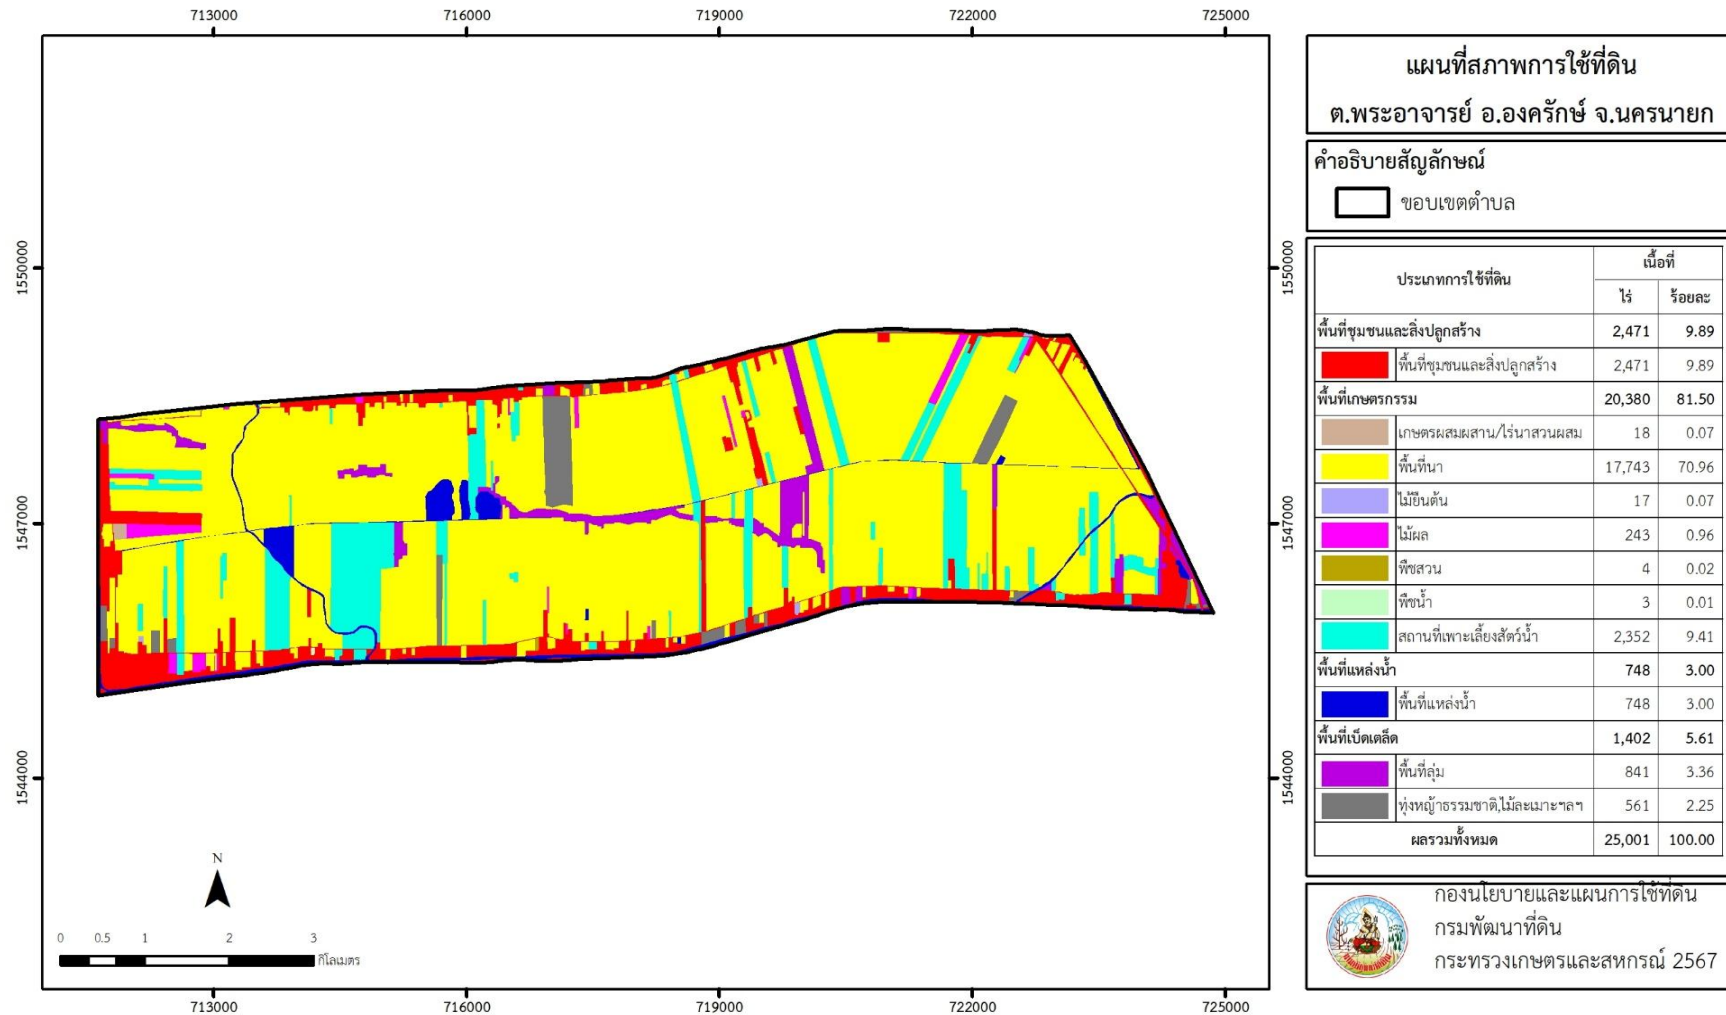 713000 716000 719000 722000 725000
แผนที่สภาพการใช้ที่ดิน
ต.พระอาจารย์ อ.องครักษ์ จ.นครนายก
คำอธิบายสัญลักษณ์
ขอบเขตตำบล
1550000 1550000
1547000 1547000
1544000 1544000
ประเภทการใช้ที่ดิน เนื้อที่
ไร่ ร้อยละ
พื้นที่ชุมชนและสิ่งปลูกสร้าง 2,471 9.89
พื้นที่ชุมชนและสิ่งปลูกสร้าง 2,471 9.89
พื้นที่เกษตรกรรม 20,380 81.50
เกษตรผสมผสาน/ไร่นาสวนผสม 18 0.07
พื้นที่นา 17,743 70.96
ไม้ยืนต้น 17 0.07
ไม้ผล 243 0.96
พืชสวน 4 0.02
พืชน้ำ 3 0.01
สถานที่เพาะเลี้ยงสัตว์น้ำ 2,352 9.41
พื้นที่แหล่งน้ำ 748 3.00
พื้นที่แหล่งน้ำ 748 3.00
พื้นที่เบ็ดเตล็ด 1,402 5.61
พื้นที่ลุ่ม 841 3.36
ทุ่งหญ้าธรรมชาติ,ไม้ละเมาะฯลฯ 561 2.25
ผลรวมทั้งหมด 25,001 100.00
N
0 0.5 1 2 3
กิโลเมตร
กองนโยบายและแผนการใช้ที่ดิน
กรมพัฒนาที่ดิน
กระทรวงเกษตรและสหกรณ์ 2567
713000 716000 719000 722000 725000